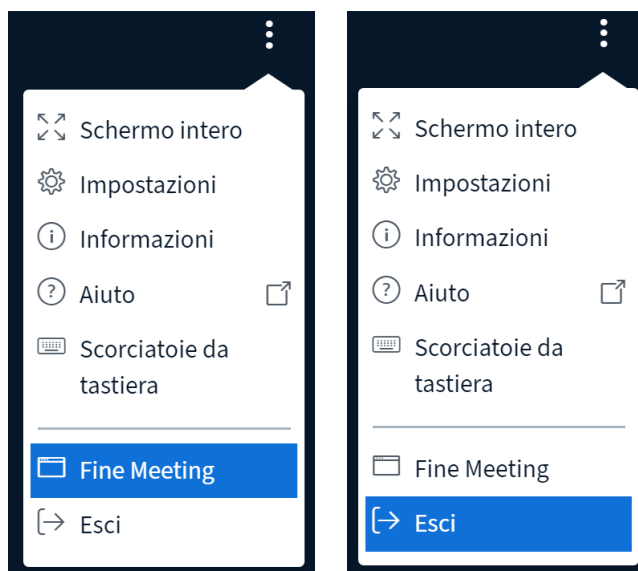 Schermo intero
Impostazioni
Informazioni
Aiuto
Scorciatoie da
tastiera
Fine Meeting
Esci
Schermo intero
Impostazioni
Informazioni
Aiuto
Scorciatoie da
tastiera
Fine Meeting
Esci